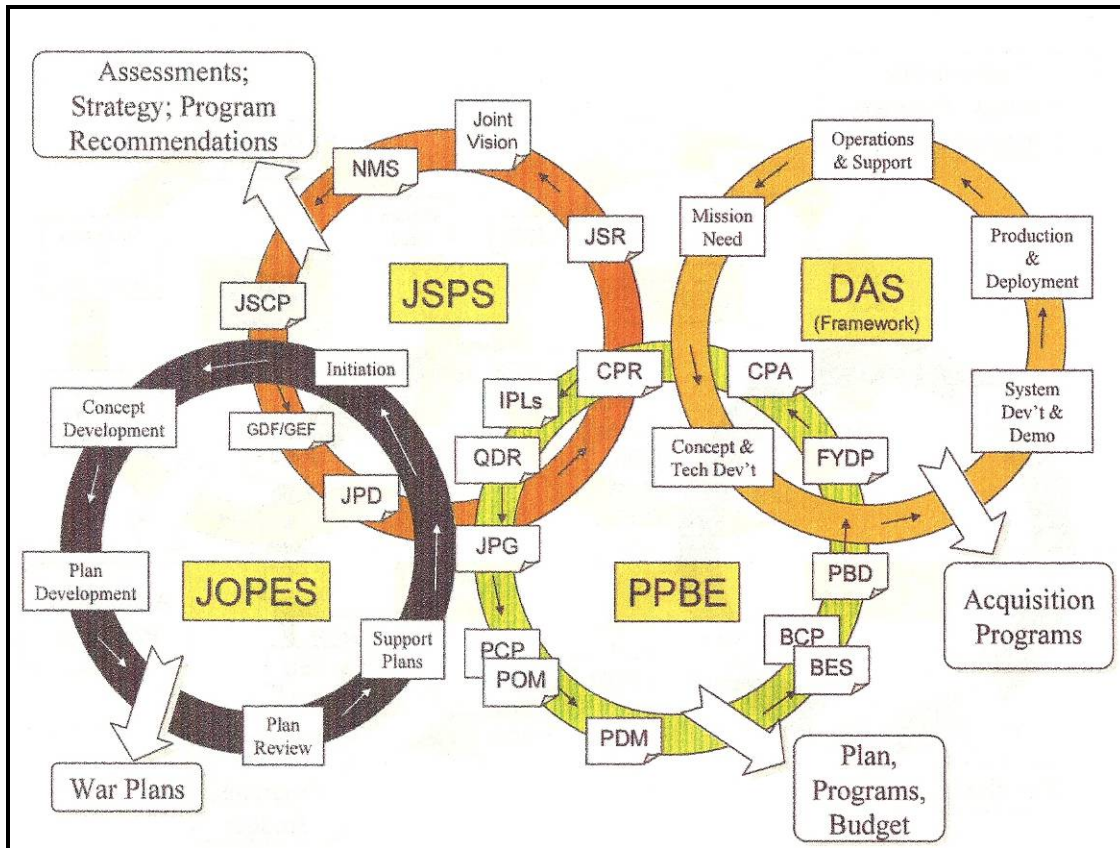 Assessments;
Strategy; Program
Recommendations
Joint
Vision
NMS
JSR
JSCP
JSPS
Operations
& Support
Mission
Need
Production
&
Deployment
DAS
(Framework)
Initiation
CPR
CPA
IPLs
Concept
Development
GDF/GEF
QDR
Concept &
Tech Dev't
FYDP
System
Dev't &
Demo
JPD
JPG
Plan
Development
JOPES
PPBE
PBD
Acquisition
Programs
Support
Plans
PCP
POM
BCP
BES
Plan
Review
PDM
War Plans
Plan,
Programs,
Budget